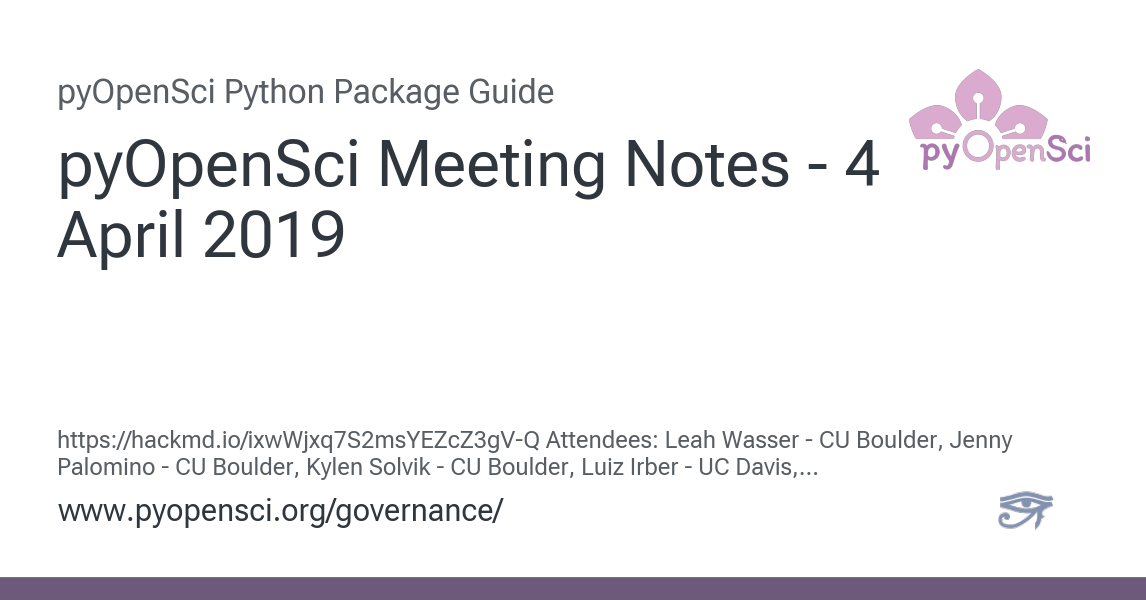 pyOpenSci Python Package Guide
pyOpenSci Meeting Notes - 4
April 2019
pyOpenSci
https://hackmd.io/ixwWjxq7S2msYEZcZ3gV-Q Attendees: Leah Wasser - CU Boulder, Jenny
Palomino - CU Boulder, Kylen Solvik - CU Boulder, Luiz Irber - UC Davis,...
www.pyopensci.org/governance/